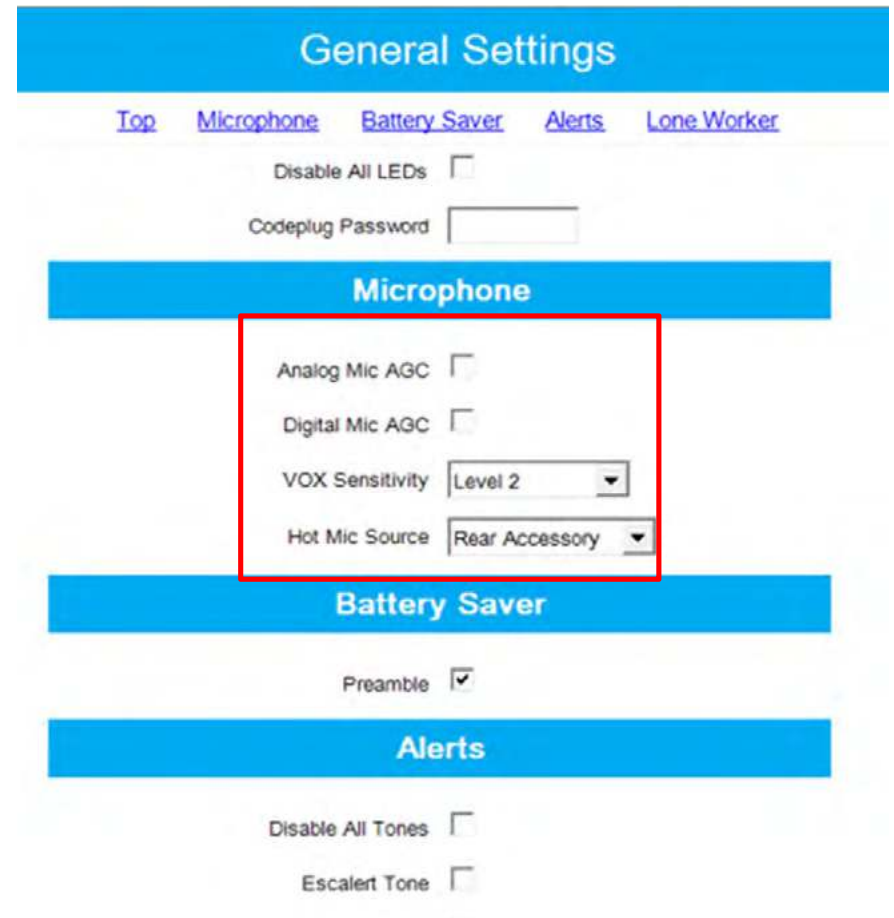 General Settings
Top Microphone Battery Saver Alerts Lone Worker
Disable All LEDs
Codeplug Password
Microphone
Analog Mic AGC
Digital Mic AGC
VOX Sensitivity Level 2
Hot Mic Source Rear Accessory
Battery Saver
Preamble
Alerts
Disable All Tones
Escalert Tone